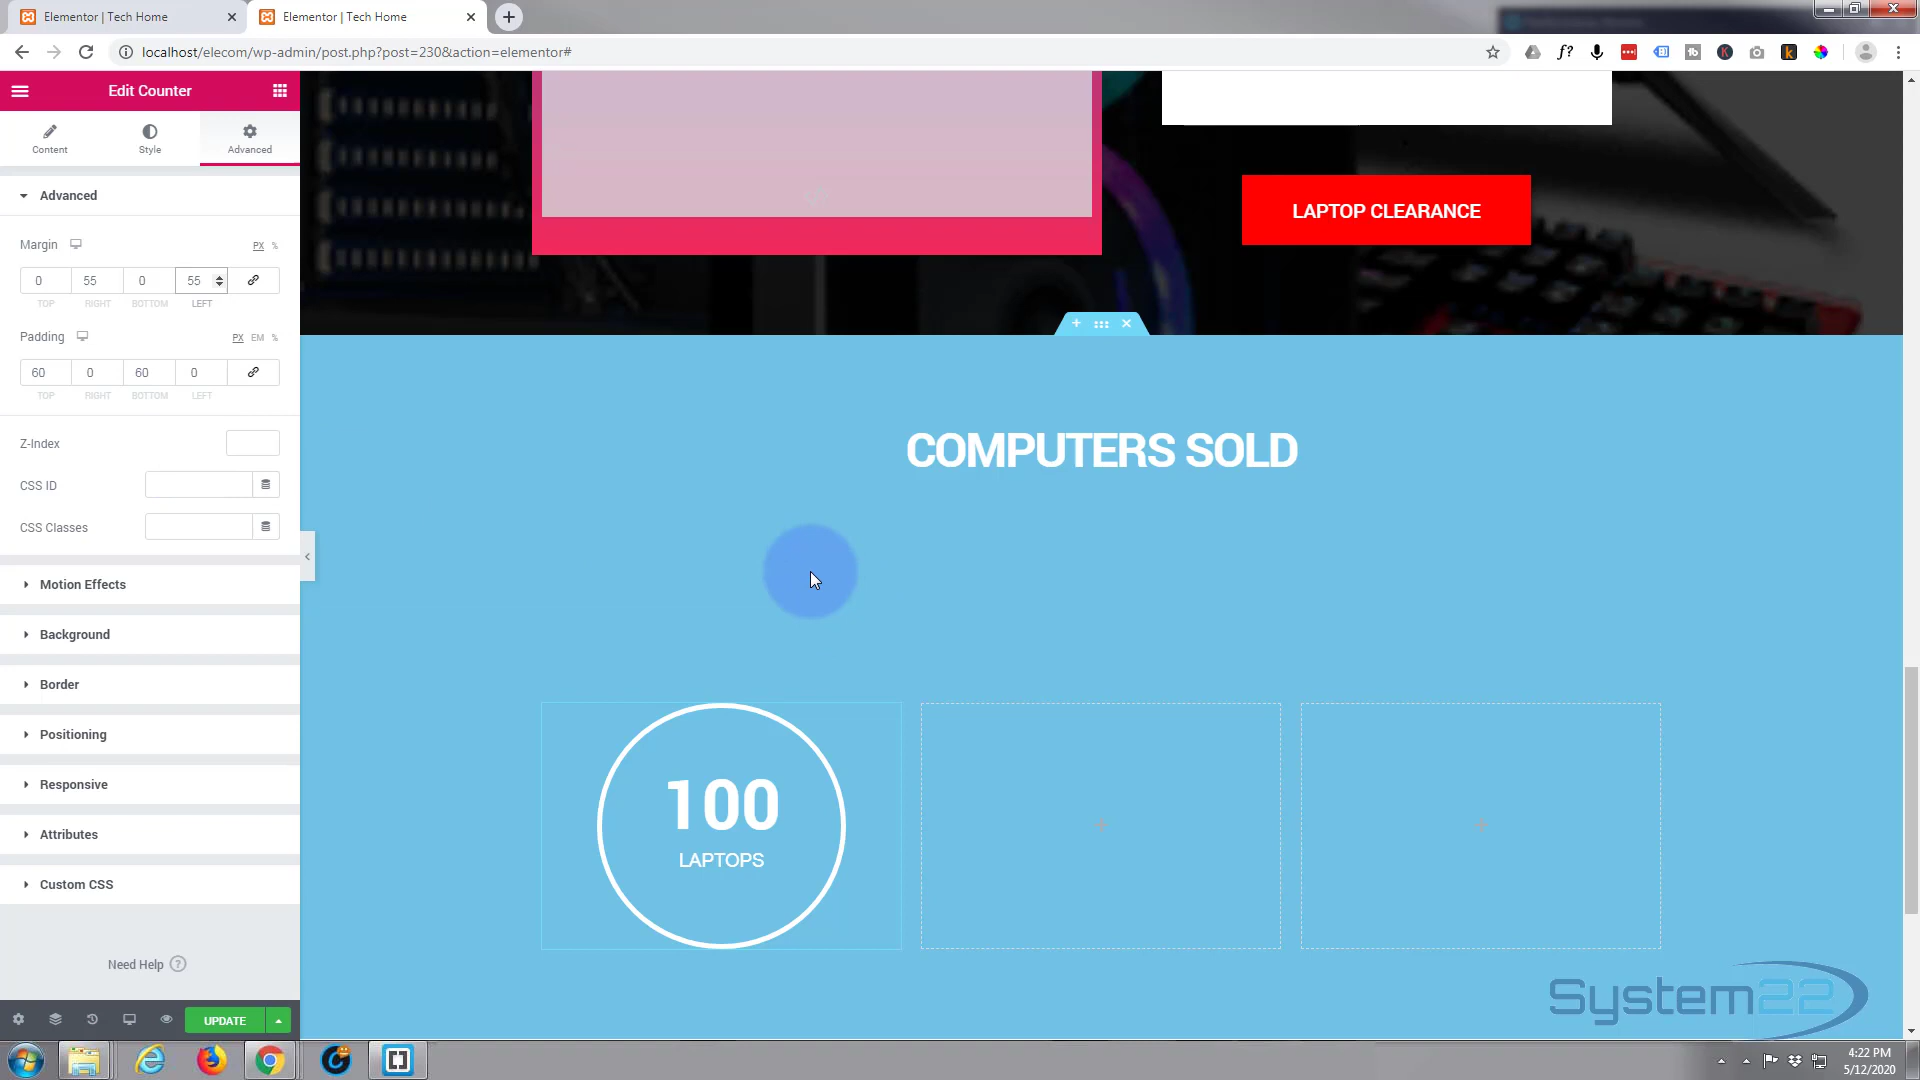 Elementor | Tech Home
Elementor | Tech Home
localhost/elecom/wp-admin/post.php?post=230&action=elementor#
Edit Counter
Content
Style
Advanced
Advanced
Margin
PX %
0 55 0 55
TOP RIGHT BOTTOM LEFT
Padding
PX EM %
60 0 60 0
TOP RIGHT BOTTOM LEFT
Z-Index
CSS ID
CSS Classes
Motion Effects
Background
Border
Positioning
Responsive
Attributes
Custom CSS
Need Help ?
UPDATE
LAPTOP CLEARANCE
COMPUTERS SOLD
100
LAPTOPS
System22
4:22 PM
5/12/2020